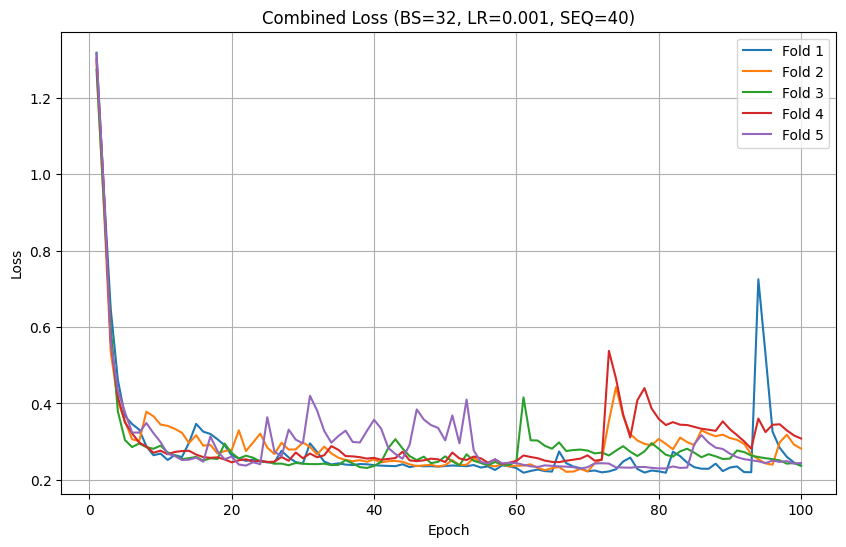 Combined Loss (BS=32, LR=0.001, SEQ=40)
Fold 1
Fold 2
Fold 3
Fold 4
Fold 5
Loss
1.2
1.0
0.8
0.6
0.4
0.2
0
20
40
60
80
100
Epoch